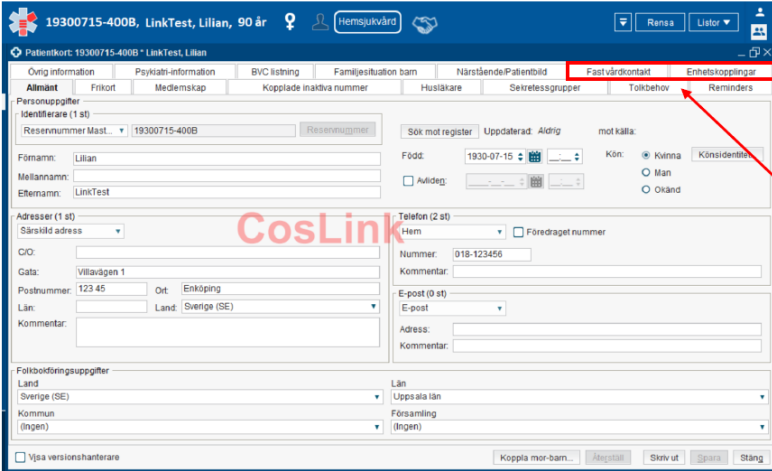 19300715-400B, LinkTest, Lilian, 90 år Hemsjukvård Rensa Listor
Patientkort: 19300715-400B * LinkTest, Lilian
Övrig information Psykiatri-information BVC listning Familjesituation barn Närstående/Patientbild Fast vårdkontakt Enhetskopplingar
Allmänt Frikort Medlemskap Kopplade inaktiva nummer Husläkare Sekretessgrupper Tolkbehov Reminders
Personuppgifter
Identifierare (1 st)
Reservnummer Mast... 19300715-400B Reservnummer Sök mot register Uppdaterad: Aldrig mot källa:
Förnamn: Lilian Född: 1930-07-15 Kön: Kvinna Könsidentitet...
Mellannamn: Avliden: Man
Efternamn: LinkTest Okänd
Adresser (1 st) Telefon (2 st)
Särskild adress Hem Föredraget nummer
CosLink
C/O: Nummer: 018-123456
Gata: Villavägen 1 Kommentar:
Postnummer: 123 45 Ort: Enköping E-post (0 st)
Län: Land: Sverige (SE) E-post
Kommentar: Adress:
Kommentar:
Folkbokföringsuppgifter
Land Län
Sverige (SE) Uppsala län
Kommun Församling
(Ingen) (Ingen)
Visa versionshanterare Koppla mor-barn... Återställ Skriv ut Spara Stäng